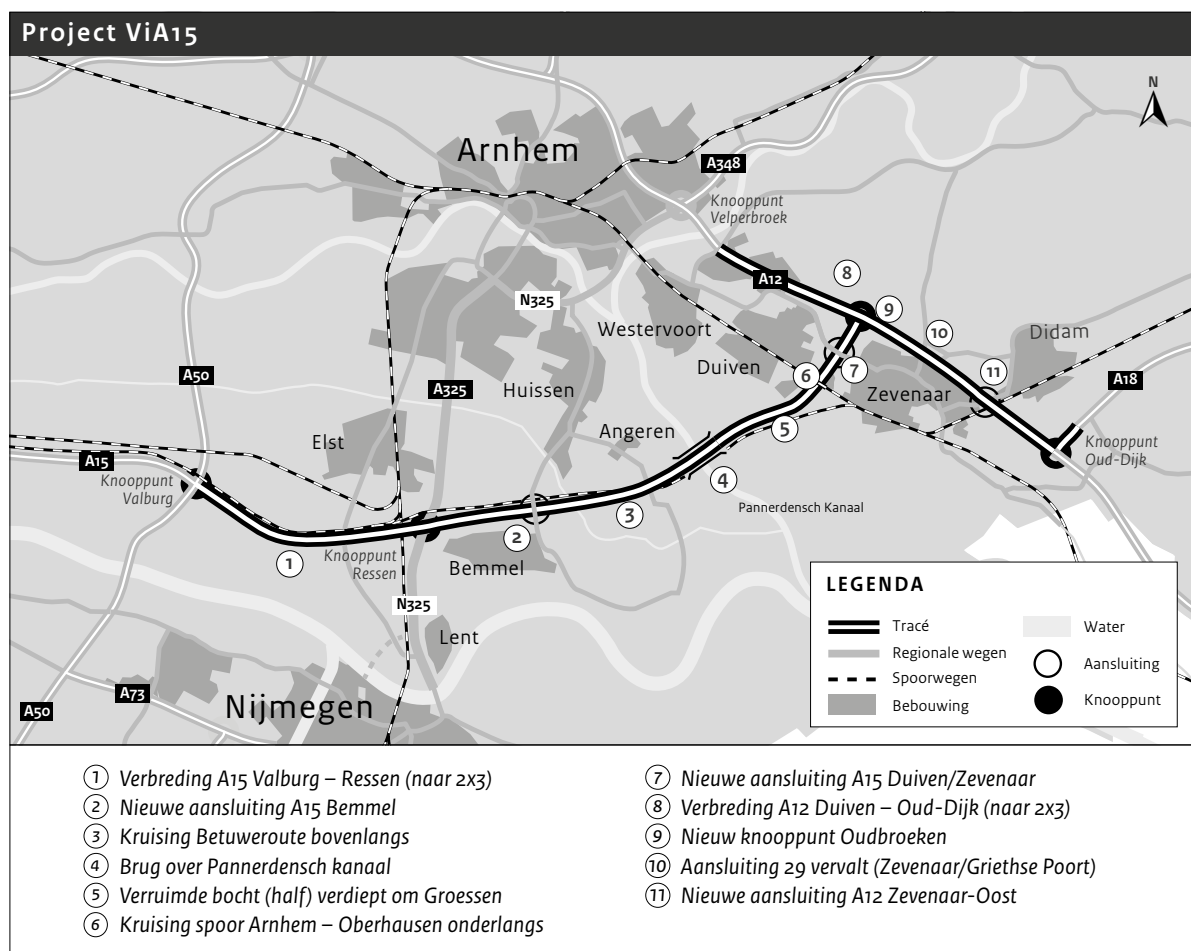 Project ViA15
N
Arnhem
A348
Knooppunt
Velperbroek
A12
8
9
N325
10
Westervoort
Didam
Duiven
6
7
11
A50
A325
Huissen
Zevenaar
A18
5
Elst
Angeren
Knooppunt
Oud-Dijk
A15
Knooppunt
Valburg
4
3
Pannerdensch Kanaal
2
1
Knooppunt
Ressen
Bemmel
N325
Lent
A73
A50
Nijmegen
LEGENDA
Tracé
Regionale wegen
Spoorwegen
Bebouwing
Water
Aansluiting
Knooppunt
1 Verbreding A15 Valburg – Ressen (naar 2x3)
2 Nieuwe aansluiting A15 Bemmel
3 Kruising Betuweroute bovenlangs
4 Brug over Pannerdensch kanaal
5 Verruimde bocht (half) verdiept om Groessen
6 Kruising spoor Arnhem – Oberhausen onderlangs
7 Nieuwe aansluiting A15 Duiven/Zevenaar
8 Verbreding A12 Duiven – Oud-Dijk (naar 2x3)
9 Nieuw knooppunt Oudbroeken
10 Aansluiting 29 vervalt (Zevenaar/Griethse Poort)
11 Nieuwe aansluiting A12 Zevenaar-Oost